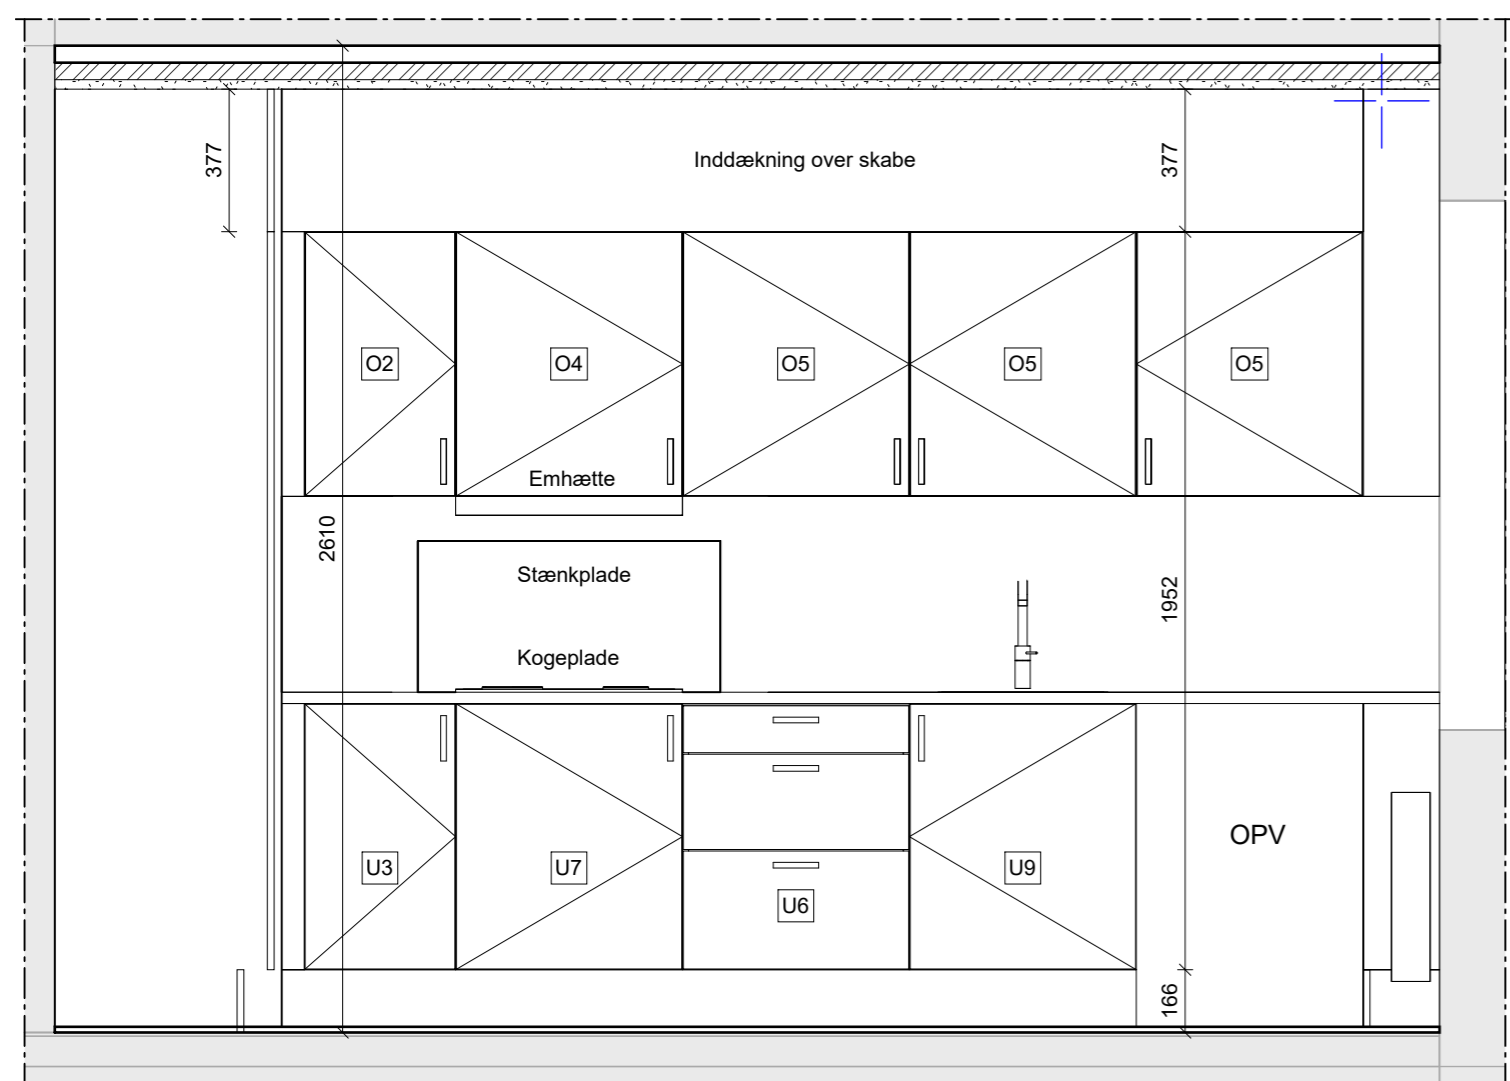 377
Inddækning over skabe
377
O2
O4
O5
O5
O5
Emhætte
2610
Stænkplade
1952
Kogeplade
OPV
U3
U7
U9
U6
166